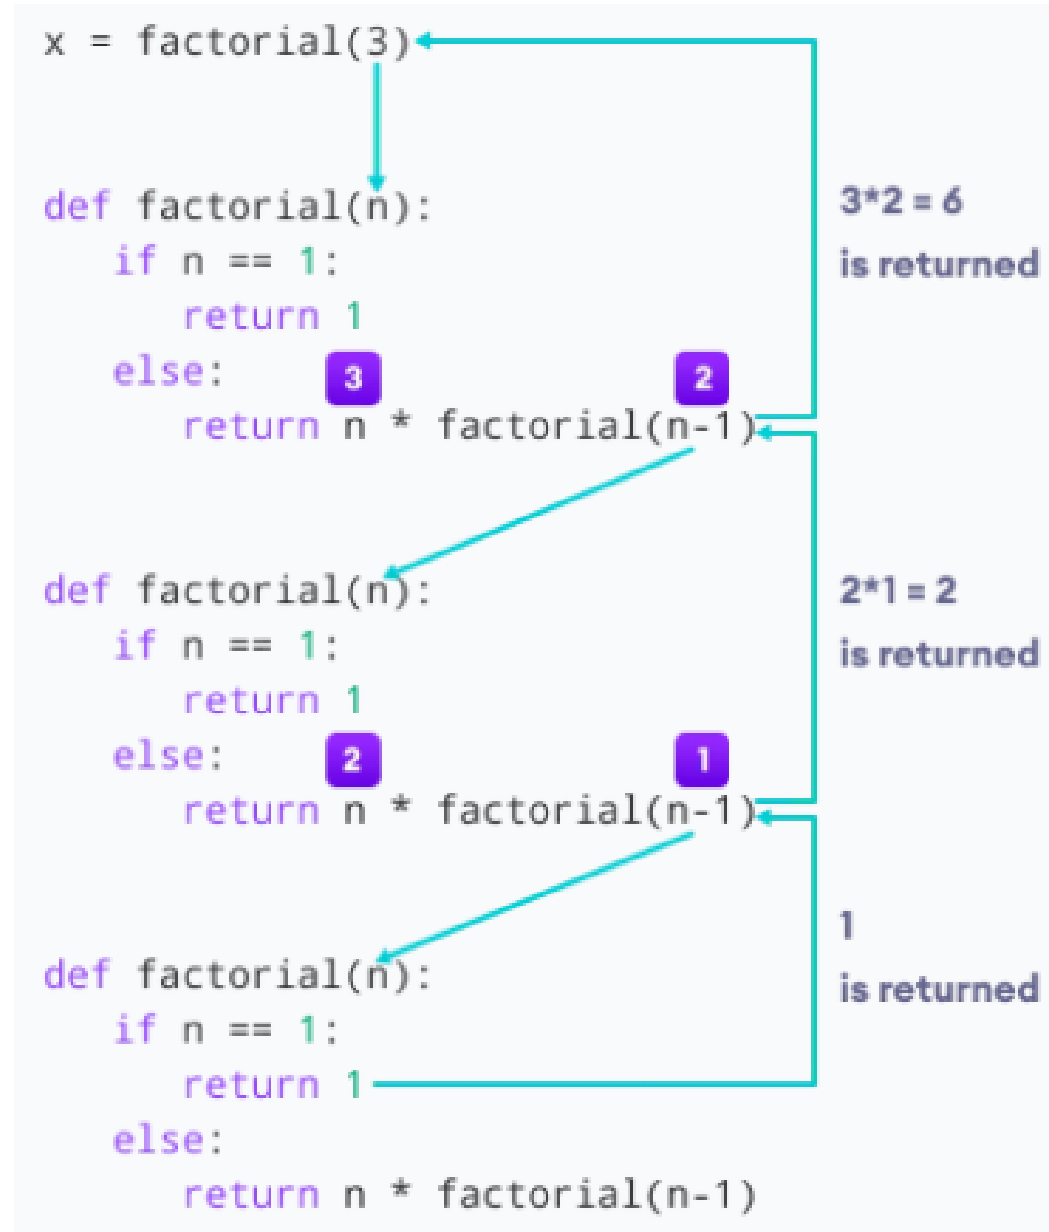 x = factorial(3)
def factorial(n):
3*2 = 6
if n == 1:
is returned
return 1
else:
3
2
return n * factorial(n-1)
def factorial(n):
2*1 = 2
if n == 1:
is returned
return 1
else:
2
1
return n * factorial(n-1)
1
def factorial(n):
is returned
if n == 1:
return 1
else:
return n * factorial(n-1)